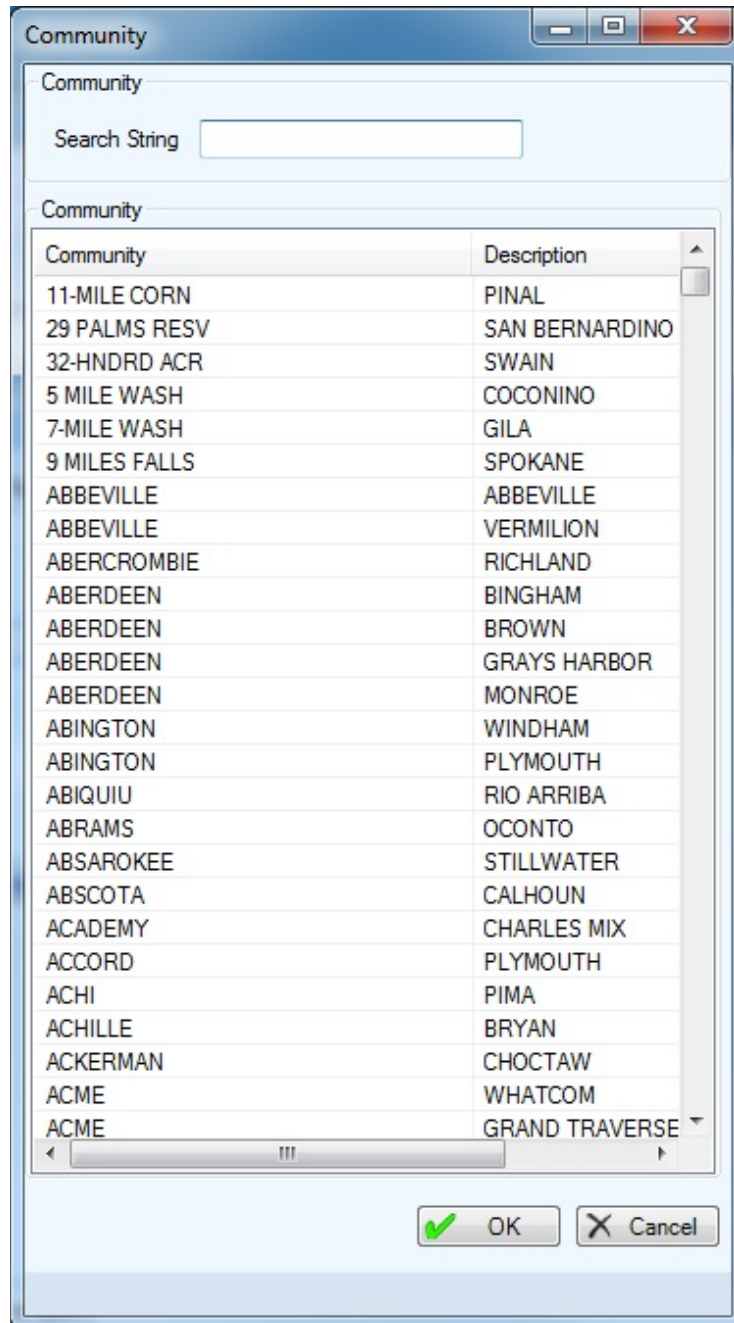 Community
Community
Search String
Community
Community Description
11-MILE CORN PINAL
29 PALMS RESV SAN BERNARDINO
32-HNDRD ACR SWAIN
5 MILE WASH COCONINO
7-MILE WASH GILA
9 MILES FALLS SPOKANE
ABBEVILLE ABBEVILLE
ABBEVILLE VERMILION
ABERCROMBIE RICHLAND
ABERDEEN BINGHAM
ABERDEEN BROWN
ABERDEEN GRAYS HARBOR
ABERDEEN MONROE
ABINGTON WINDHAM
ABINGTON PLYMOUTH
ABIQUIU RIO ARRIBA
ABRAMS OCONTO
ABSAROKEE STILLWATER
ABSCOTA CALHOUN
ACADEMY CHARLES MIX
ACCORD PLYMOUTH
ACHI PIMA
ACHILLE BRYAN
ACKERMAN CHOCTAW
ACME WHATCOM
ACME GRAND TRAVERSE
OK Cancel